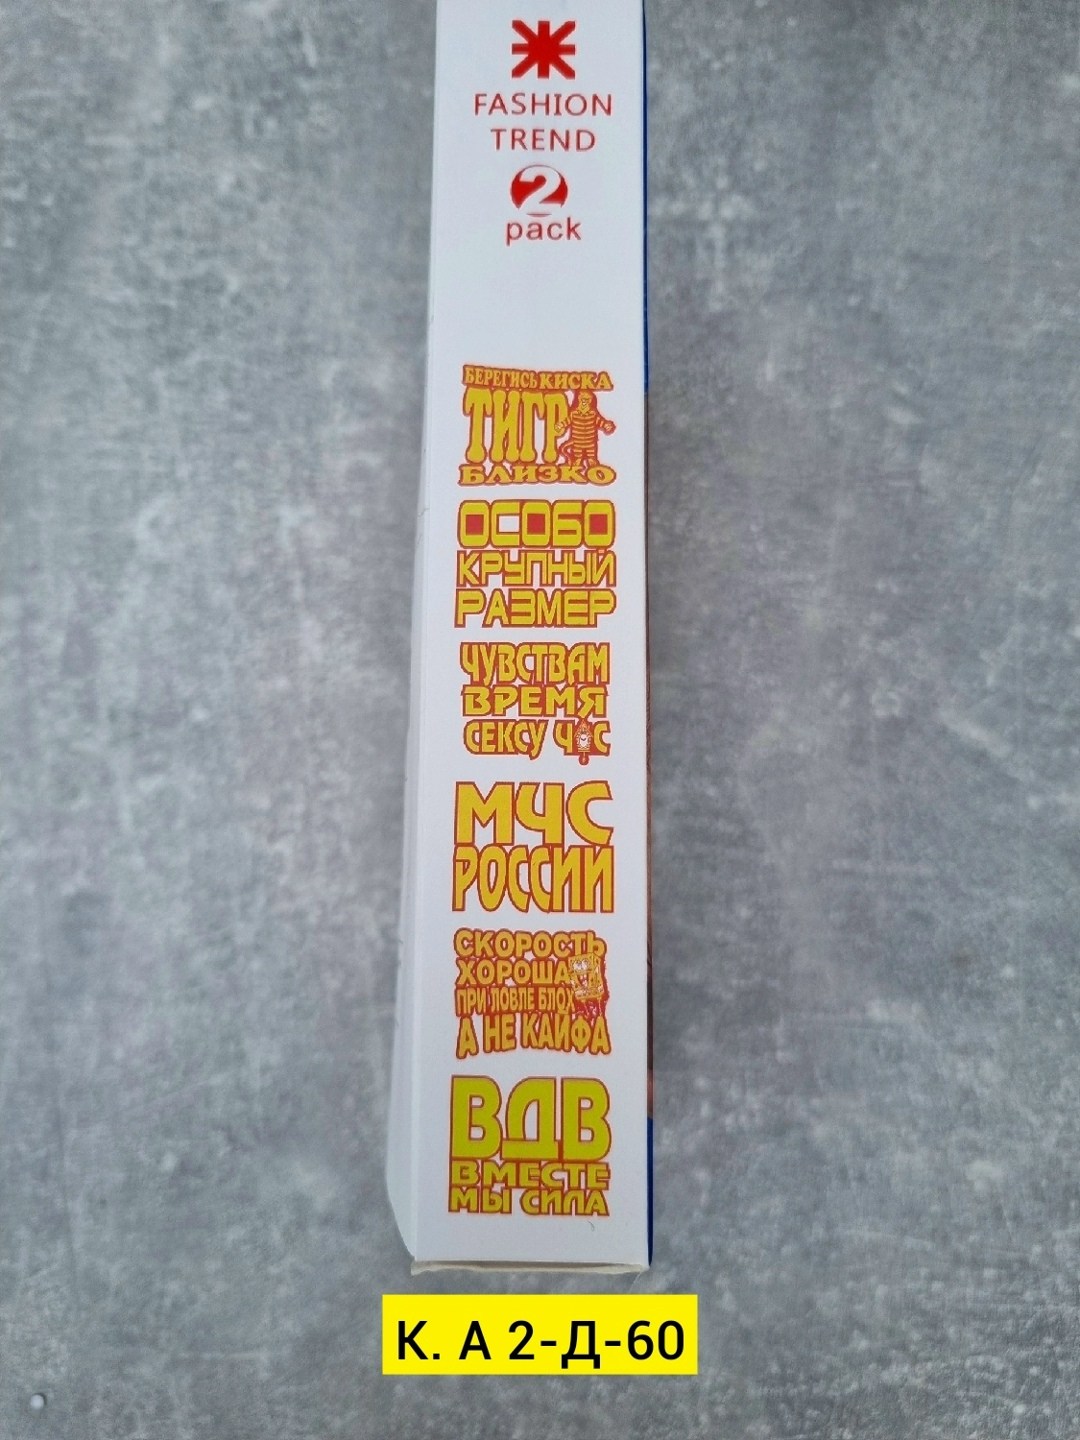 FASHION
TREND
2
pack
БЕРЕГИСЬ КИСКА
ТИГР
БЛИЗКО
ОСОБО
КРУПНЫЙ
РАЗМЕР
ЧУВСТВАМ
ВРЕМЯ
СЕКСУ ЧАС
МЧС
РОССИИ
СКОРОСТЬ
ХОРОША
ПРИ ЛОВЛЕ БЛОХ
А НЕ КАЙФА
ВДВ
ВМЕСТЕ
МЫ СИЛА
К. А 2-Д-60